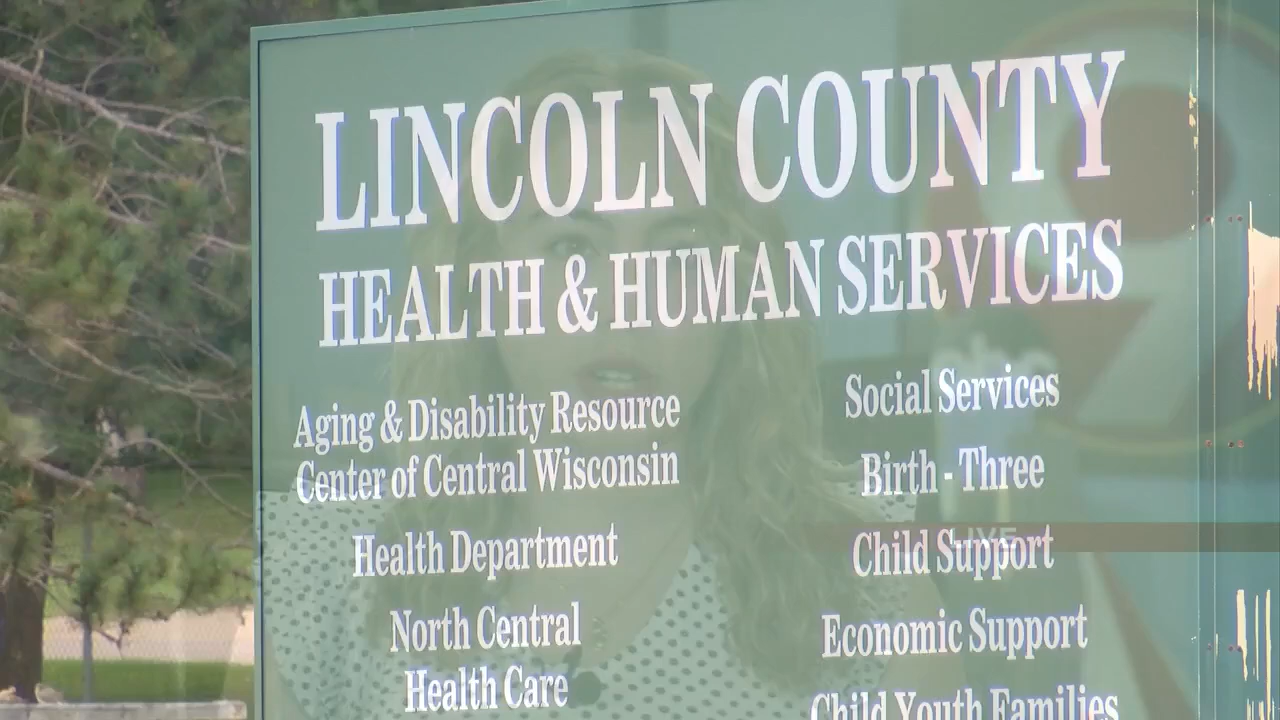 LINCOLN COUNTY
HEALTH & HUMAN SERVICES
Aging & Disability Resource
Center of Central Wisconsin
Health Department
North Central
Health Care
Social Services
Birth - Three
Child Support
Economic Support
Child Youth Families